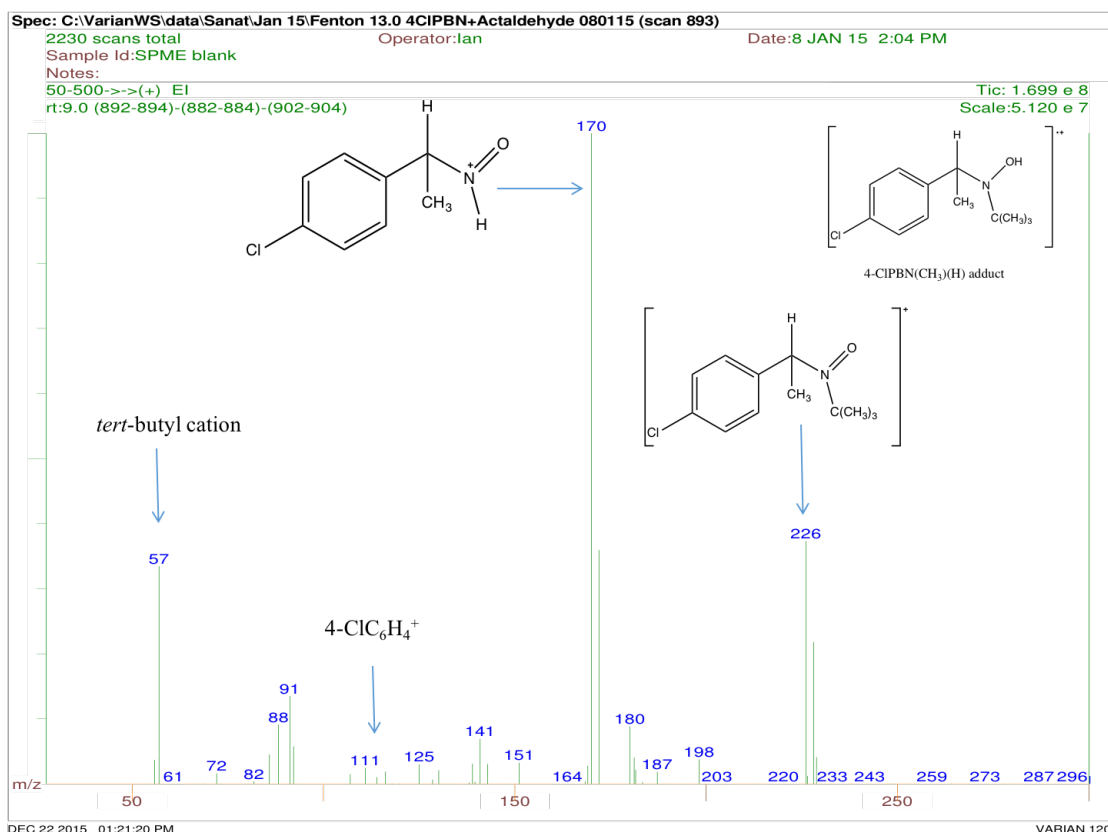 Spec: C:\VarianWS\data\Sanat\Jan 15\Fenton 13.0 4ClPBN+Actaldehyde 080115 (scan 893)
2230 scans total Operator:Ian Date:8 JAN 15 2:04 PM
Sample Id:SPME blank
Notes:
50-500->->(+) EI Tic: 1.699 e 8
rt:9.0 (892-894)-(882-884)-(902-904) Scale:5.120 e 7
H
170
O
+
N
CH3
H
Cl
·+
H
OH
N
CH3
C(CH3)3
Cl
4-ClPBN(CH3)(H) adduct
+
H
O
N
CH3
C(CH3)3
Cl
tert-butyl cation
226
57
4-ClC6H4+
91
88
180
141
72
61
82
111
125
151
164
187
198
203
220
233
243
259
273
287
296
m/z
50 150 250
DEC 22 2015 01:21:20 PM VARIAN 120